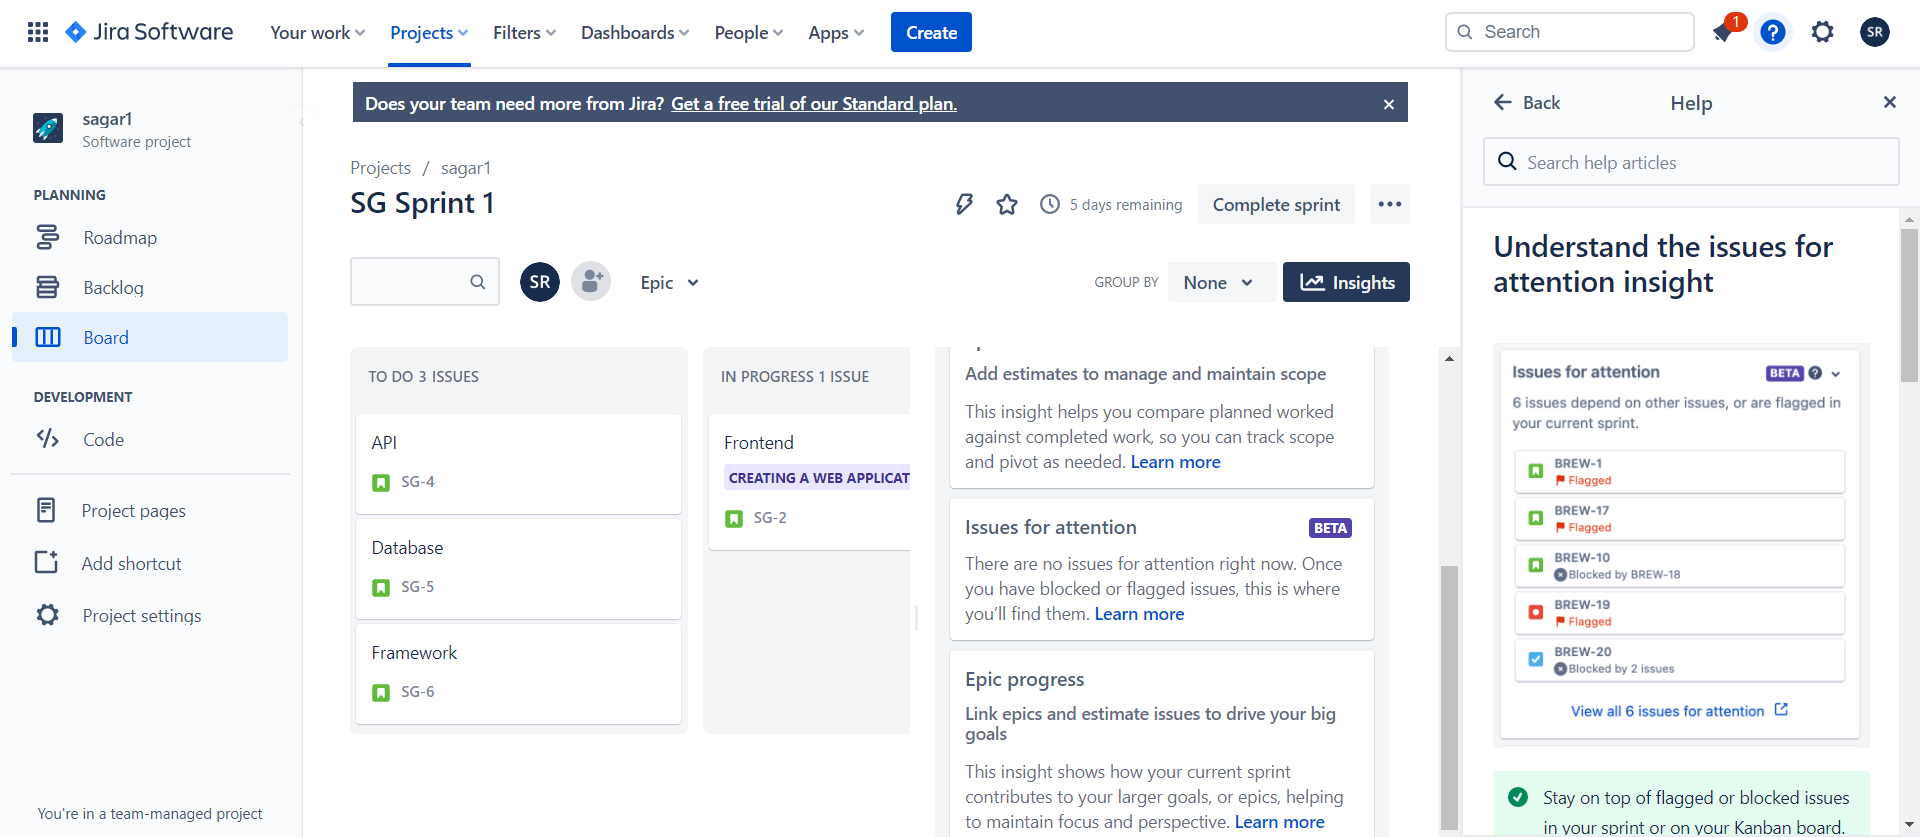 Jira Software
Your work
Projects
Filters
Dashboards
People
Apps
Create
Search
1
SR
sagar1
Software project
PLANNING
Roadmap
Backlog
Board
DEVELOPMENT
Code
Project pages
Add shortcut
Project settings
You're in a team-managed project
Does your team need more from Jira? Get a free trial of our Standard plan.
Projects / sagar1
SG Sprint 1
5 days remaining
Complete sprint
SR
Epic
GROUP BY
None
Insights
TO DO 3 ISSUES
API
SG-4
Database
SG-5
Framework
SG-6
IN PROGRESS 1 ISSUE
Frontend
CREATING A WEB APPLICAT
SG-2
Add estimates to manage and maintain scope
This insight helps you compare planned worked
against completed work, so you can track scope
and pivot as needed. Learn more
Issues for attention
BETA
There are no issues for attention right now. Once
you have blocked or flagged issues, this is where
you'll find them. Learn more
Epic progress
Link epics and estimate issues to drive your big
goals
This insight shows how your current sprint
contributes to your larger goals, or epics, helping
to maintain focus and perspective. Learn more
Back
Help
Search help articles
Understand the issues for
attention insight
Issues for attention
BETA
6 issues depend on other issues, or are flagged in
your current sprint.
BREW-1
Flagged
BREW-17
Flagged
BREW-10
Blocked by BREW-18
BREW-19
Flagged
BREW-20
Blocked by 2 issues
View all 6 issues for attention
Stay on top of flagged or blocked issues
in your sprint or on your Kanban board.